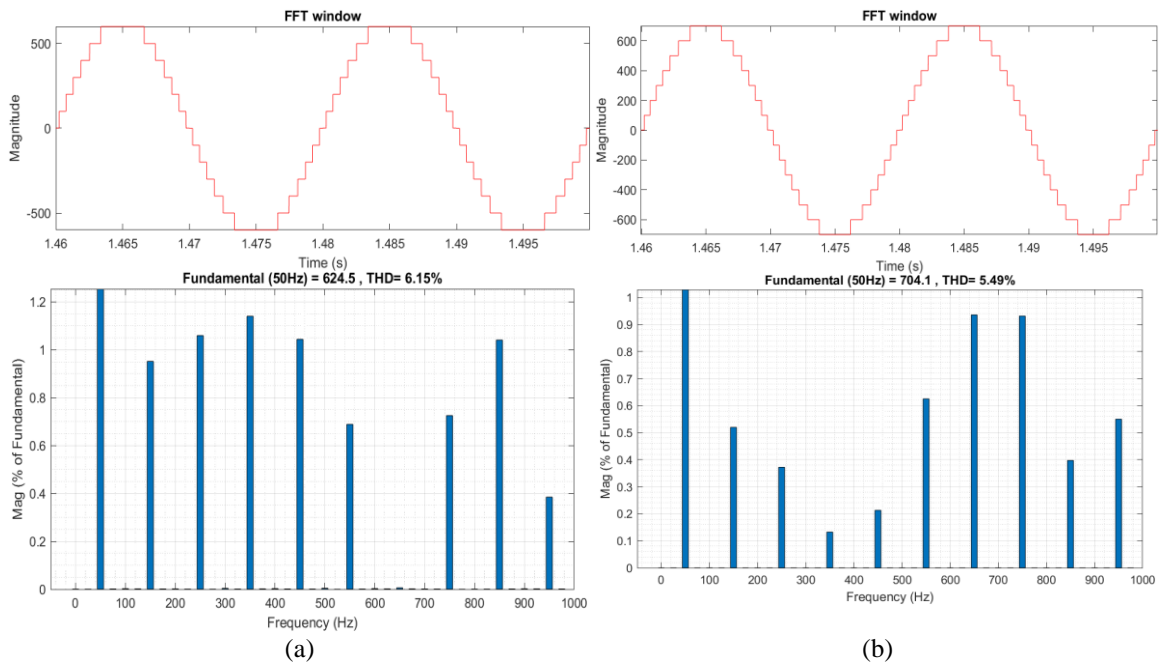 FFT window
500
0
-500
Magnitude
1.46 1.465 1.47 1.475 1.48 1.485 1.49 1.495
Time (s)
Fundamental (50Hz) = 624.5 , THD= 6.15%
1.2
1
0.8
0.6
0.4
0.2
0
Mag (% of Fundamental)
0 100 200 300 400 500 600 700 800 900 1000
Frequency (Hz)
(a)
FFT window
600
400
200
0
-200
-400
-600
Magnitude
1.46 1.465 1.47 1.475 1.48 1.485 1.49 1.495
Time (s)
Fundamental (50Hz) = 704.1 , THD= 5.49%
1
0.9
0.8
0.7
0.6
0.5
0.4
0.3
0.2
0.1
0
Mag (% of Fundamental)
0 100 200 300 400 500 600 700 800 900 1000
Frequency (Hz)
(b)